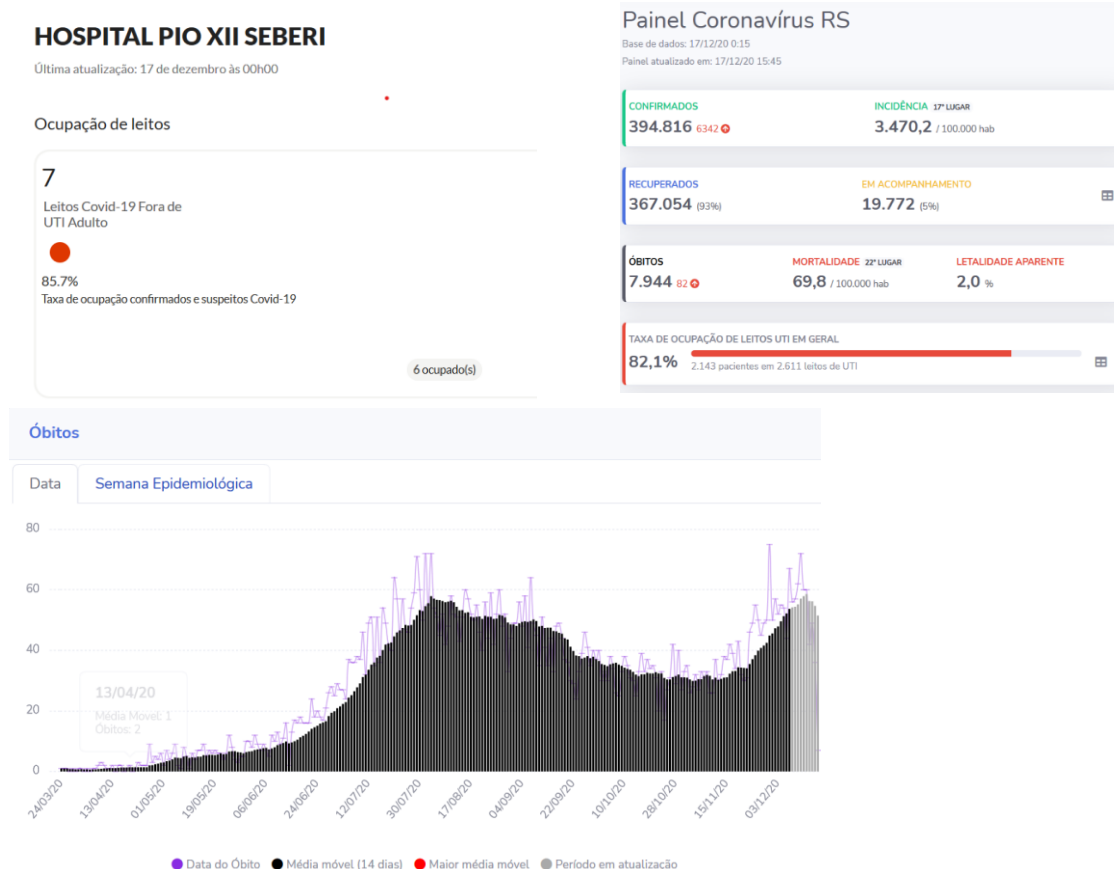 HOSPITAL PIO XII SEBERI
Última atualização: 17 de dezembro às 00h00
Ocupação de leitos
7
Leitos Covid-19 Fora de
UTI Adulto
85.7%
Taxa de ocupação confirmados e suspeitos Covid-19
6 ocupado(s)
Painel Coronavírus RS
Base de dados: 17/12/20 0:15
Painel atualizado em: 17/12/20 15:45
CONFIRMADOS
394.816 6342
INCIDÊNCIA 17º LUGAR
3.470,2 / 100.000 hab
RECUPERADOS
367.054 (93%)
EM ACOMPANHAMENTO
19.772 (5%)
ÓBITOS
7.944 82
MORTALIDADE 22º LUGAR
69,8 / 100.000 hab
LETALIDADE APARENTE
2,0 %
TAXA DE OCUPAÇÃO DE LEITOS UTI EM GERAL
82,1% 2.143 pacientes em 2.611 leitos de UTI
Óbitos
Data Semana Epidemiológica
80
60
40
20
0
13/04/20
Média Movel: 1
Óbitos: 2
24/03/20 13/04/20 01/05/20 19/05/20 06/06/20 24/06/20 12/07/20 30/07/20 17/08/20 04/09/20 22/09/20 10/10/20 28/10/20 15/11/20 03/12/20
Data do Óbito Média móvel (14 dias) Maior média móvel Período em atualização